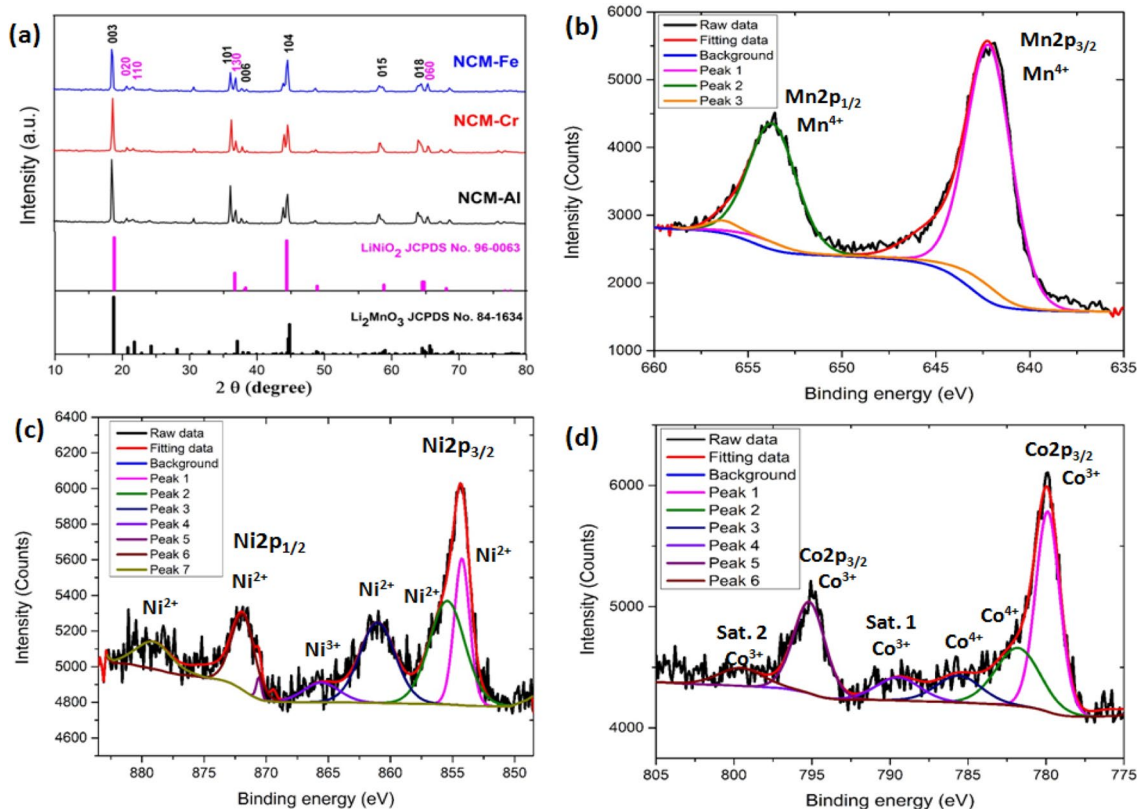 (a)
003
020
110
101
130
006
104
015
018
060
NCM-Fe
NCM-Cr
NCM-Al
LiNiO2 JCPDS No. 96-0063
Li2MnO3 JCPDS No. 84-1634
Intensity (a.u.)
10 20 30 40 50 60 70 80
2 θ (degree)
(b)
Raw data
Fitting data
Background
Peak 1
Peak 2
Peak 3
Mn2p1/2
Mn4+
Mn2p3/2
Mn4+
6000
5000
4000
3000
2000
1000
Intensity (Counts)
660 655 650 645 640 635
Binding energy (eV)
(c)
Raw data
Fitting data
Background
Peak 1
Peak 2
Peak 3
Peak 4
Peak 5
Peak 6
Peak 7
Ni2p3/2
Ni2p1/2
Ni2+
Ni2+
Ni3+
Ni2+
Ni2+
Ni2+
6400
6200
6000
5800
5600
5400
5200
5000
4800
4600
Intensity (Counts)
880 875 870 865 860 855 850
Binding energy (eV)
(d)
Raw data
Fitting data
Background
Peak 1
Peak 2
Peak 3
Peak 4
Peak 5
Peak 6
Co2p3/2
Co3+
Co2p3/2
Co3+
Sat. 2
Co3+
Sat. 1
Co3+
Co4+
Co4+
6000
5000
4000
Intensity (Counts)
805 800 795 790 785 780 775
Binding energy (eV)